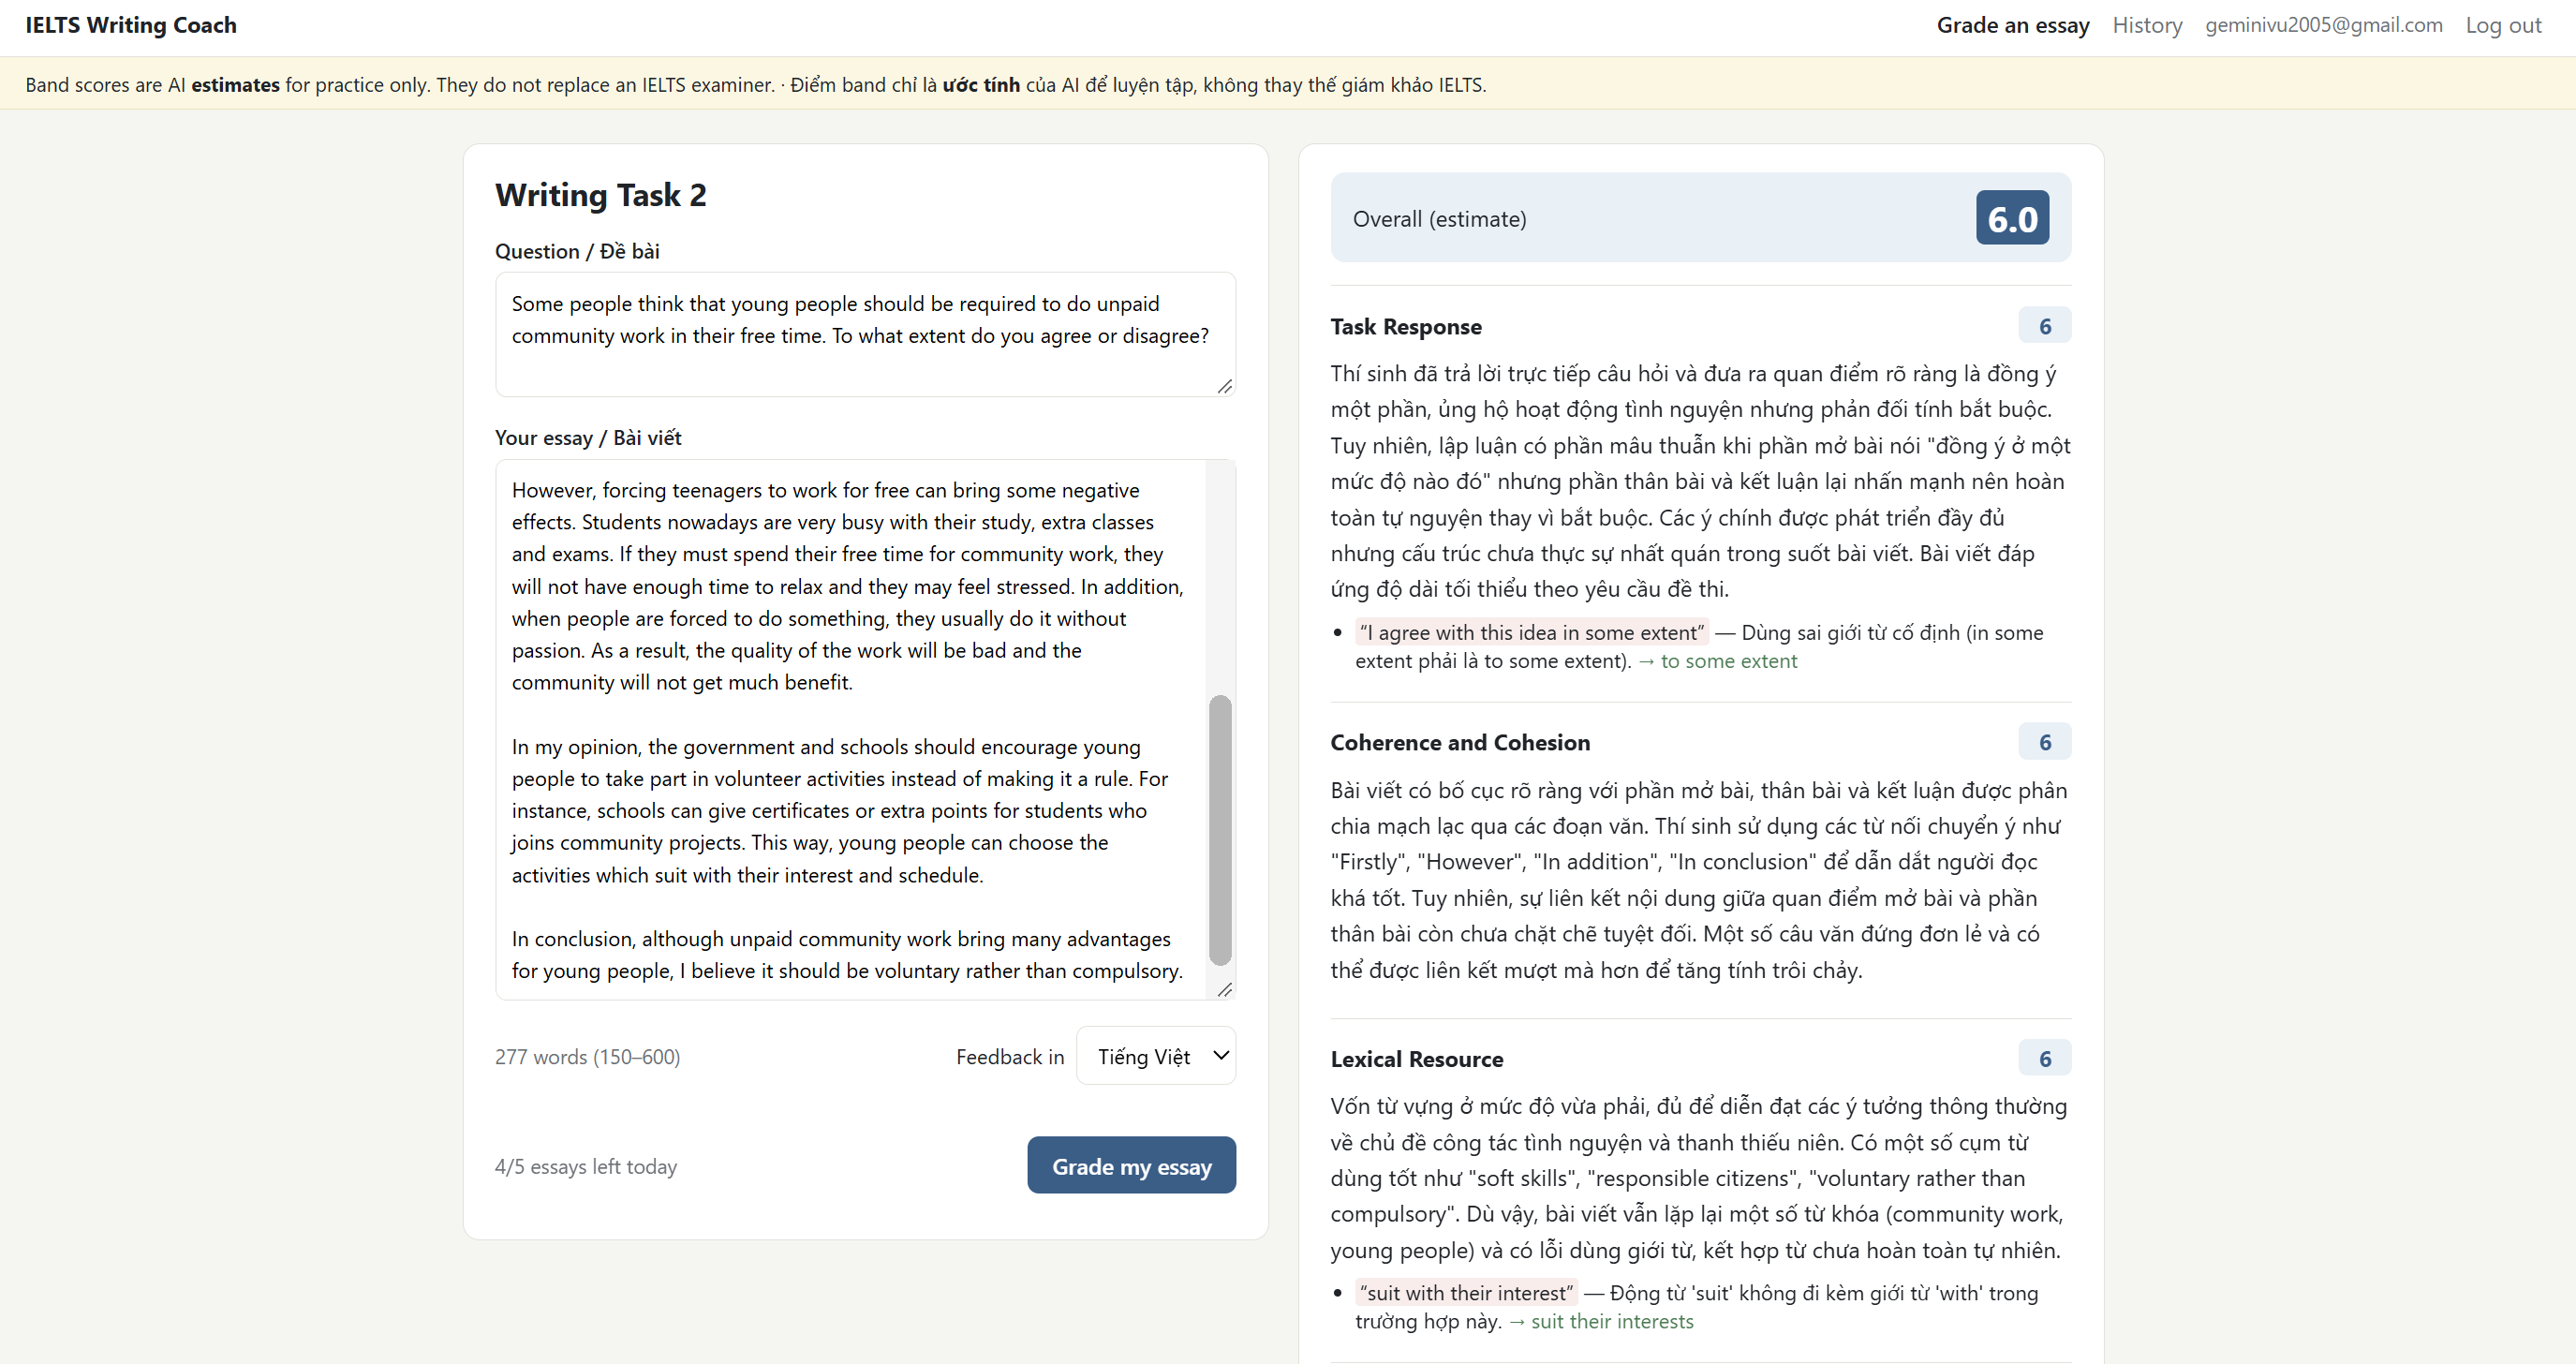 IELTS Writing Coach
Grade an essay
History
geminivu2005@gmail.com
Log out
Band scores are AI estimates for practice only. They do not replace an IELTS examiner. · Điểm band chỉ là ước tính của AI để luyện tập, không thay thế giám khảo IELTS.
Writing Task 2
Question / Đề bài
Some people think that young people should be required to do unpaid
community work in their free time. To what extent do you agree or disagree?
Your essay / Bài viết
However, forcing teenagers to work for free can bring some negative
effects. Students nowadays are very busy with their study, extra classes
and exams. If they must spend their free time for community work, they
will not have enough time to relax and they may feel stressed. In addition,
when people are forced to do something, they usually do it without
passion. As a result, the quality of the work will be bad and the
community will not get much benefit.
In my opinion, the government and schools should encourage young
people to take part in volunteer activities instead of making it a rule. For
instance, schools can give certificates or extra points for students who
joins community projects. This way, young people can choose the
activities which suit with their interest and schedule.
In conclusion, although unpaid community work bring many advantages
for young people, I believe it should be voluntary rather than compulsory.
277 words (150–600)
Feedback in
Tiếng Việt
4/5 essays left today
Grade my essay
Overall (estimate)
6.0
Task Response
6
Thí sinh đã trả lời trực tiếp câu hỏi và đưa ra quan điểm rõ ràng là đồng ý
một phần, ủng hộ hoạt động tình nguyện nhưng phản đối tính bắt buộc.
Tuy nhiên, lập luận có phần mâu thuẫn khi phần mở bài nói "đồng ý ở một
mức độ nào đó" nhưng phần thân bài và kết luận lại nhấn mạnh nên hoàn
toàn tự nguyện thay vì bắt buộc. Các ý chính được phát triển đầy đủ
nhưng cấu trúc chưa thực sự nhất quán trong suốt bài viết. Bài viết đáp
ứng độ dài tối thiểu theo yêu cầu đề thi.
• “I agree with this idea in some extent” — Dùng sai giới từ cố định (in some
extent phải là to some extent). → to some extent
Coherence and Cohesion
6
Bài viết có bố cục rõ ràng với phần mở bài, thân bài và kết luận được phân
chia mạch lạc qua các đoạn văn. Thí sinh sử dụng các từ nối chuyển ý như
"Firstly", "However", "In addition", "In conclusion" để dẫn dắt người đọc
khá tốt. Tuy nhiên, sự liên kết nội dung giữa quan điểm mở bài và phần
thân bài còn chưa chặt chẽ tuyệt đối. Một số câu văn đứng đơn lẻ và có
thể được liên kết mượt mà hơn để tăng tính trôi chảy.
Lexical Resource
6
Vốn từ vựng ở mức độ vừa phải, đủ để diễn đạt các ý tưởng thông thường
về chủ đề công tác tình nguyện và thanh thiếu niên. Có một số cụm từ
dùng tốt như "soft skills", "responsible citizens", "voluntary rather than
compulsory". Dù vậy, bài viết vẫn lặp lại một số từ khóa (community work,
young people) và có lỗi dùng giới từ, kết hợp từ chưa hoàn toàn tự nhiên.
• “suit with their interest” — Động từ 'suit' không đi kèm giới từ 'with' trong
trường hợp này. → suit their interests